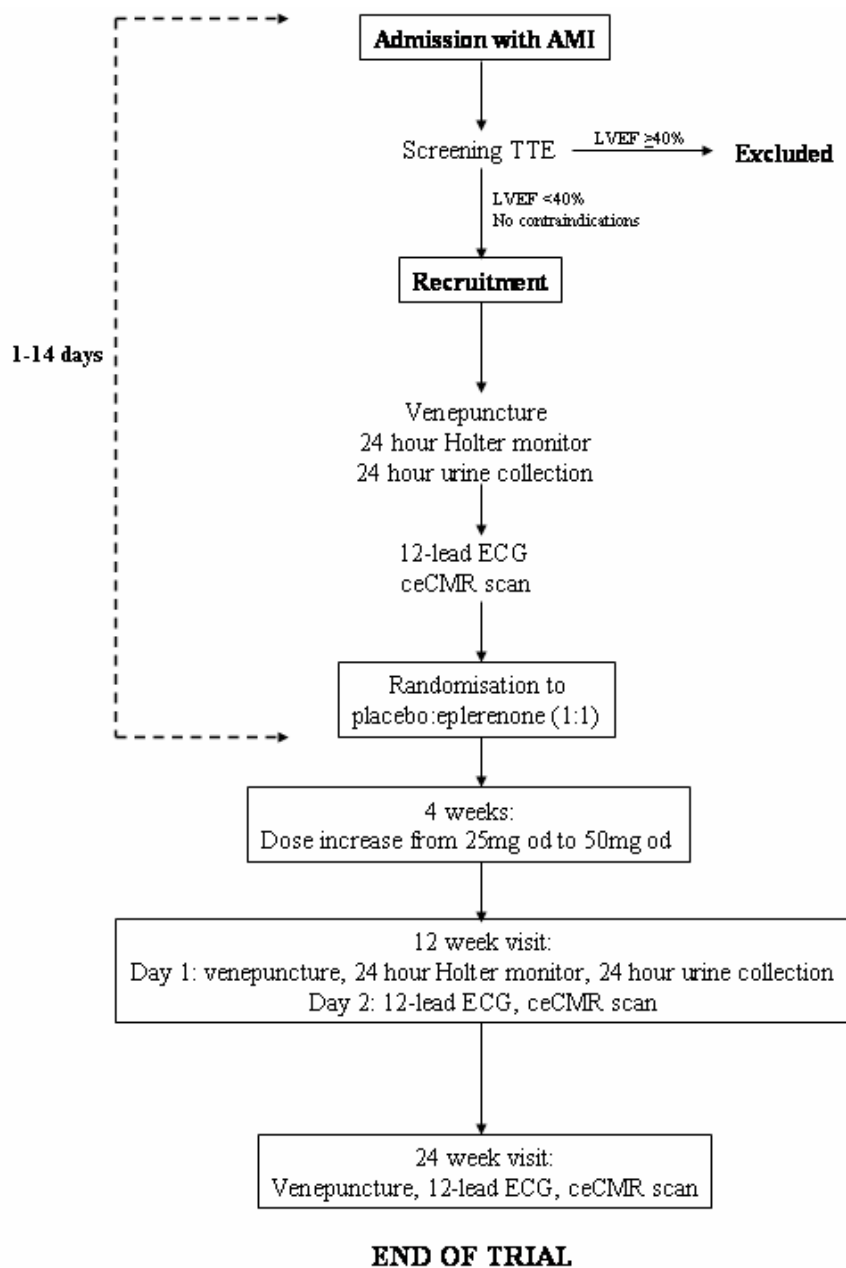 Admission with AMI
Screening TTE
LVEF ≥40%
Excluded
LVEF <40%
No contraindications
Recruitment
1-14 days
Venepuncture
24 hour Holter monitor
24 hour urine collection
12-lead ECG
ceCMR scan
Randomisation to
placebo:eplerenone (1:1)
4 weeks:
Dose increase from 25mg od to 50mg od
12 week visit:
Day 1: venepuncture, 24 hour Holter monitor, 24 hour urine collection
Day 2: 12-lead ECG, ceCMR scan
24 week visit:
Venepuncture, 12-lead ECG, ceCMR scan
END OF TRIAL